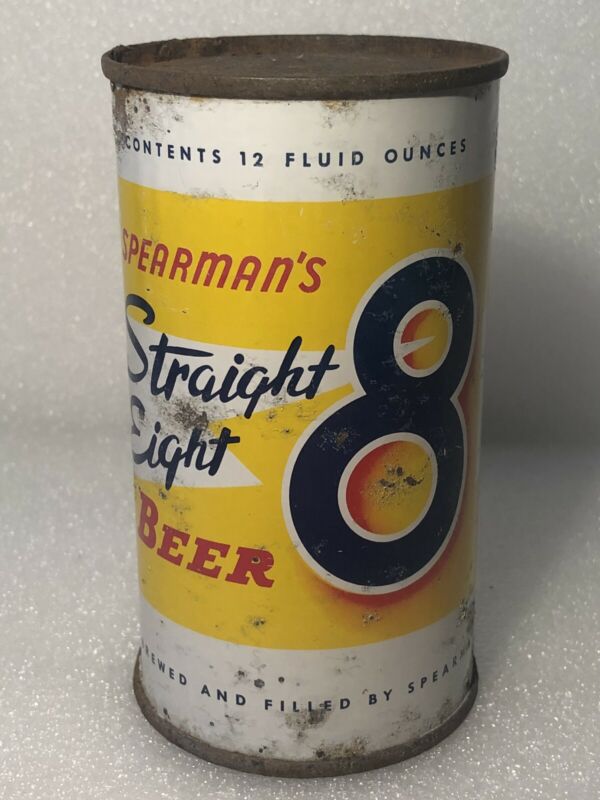 CONTENTS 12 FLUID OUNCES
SPEARMAN'S
Straight
Eight
8
BEER
BREWED AND FILLED BY